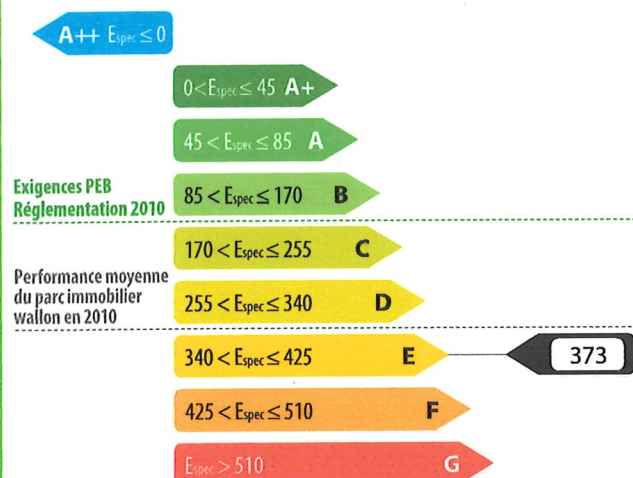 A++ Espec ≤ 0
0 < Espec ≤ 45 A+
45 < Espec ≤ 85 A
Exigences PEB
Réglementation 2010
85 < Espec ≤ 170 B
170 < Espec ≤ 255 C
Performance moyenne
du parc immobilier
wallon en 2010
255 < Espec ≤ 340 D
340 < Espec ≤ 425 E
373
425 < Espec ≤ 510 F
Espec > 510 G